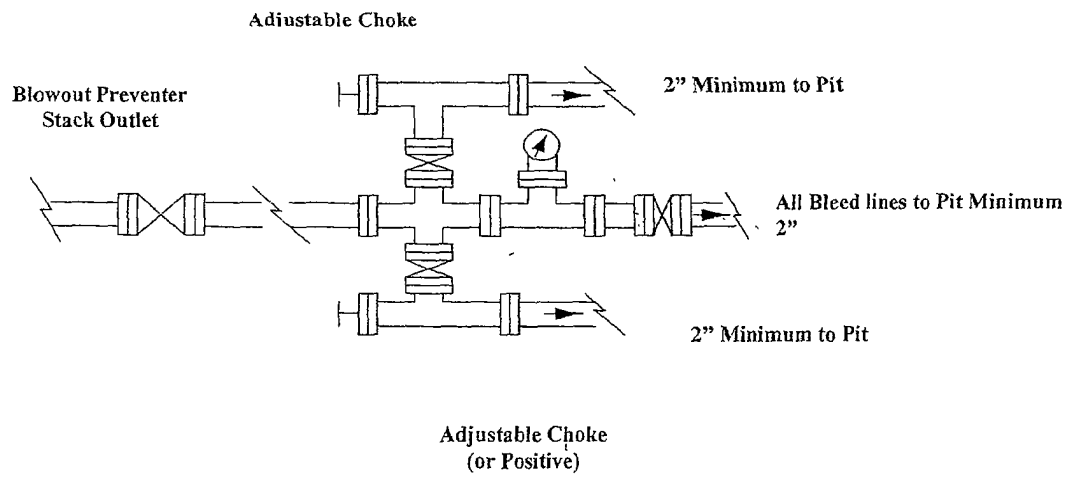 Adjustable Choke
2” Minimum to Pit
Blowout Preventer
Stack Outlet
All Bleed lines to Pit Minimum
2”
2” Minimum to Pit
Adjustable Choke
(or Positive)